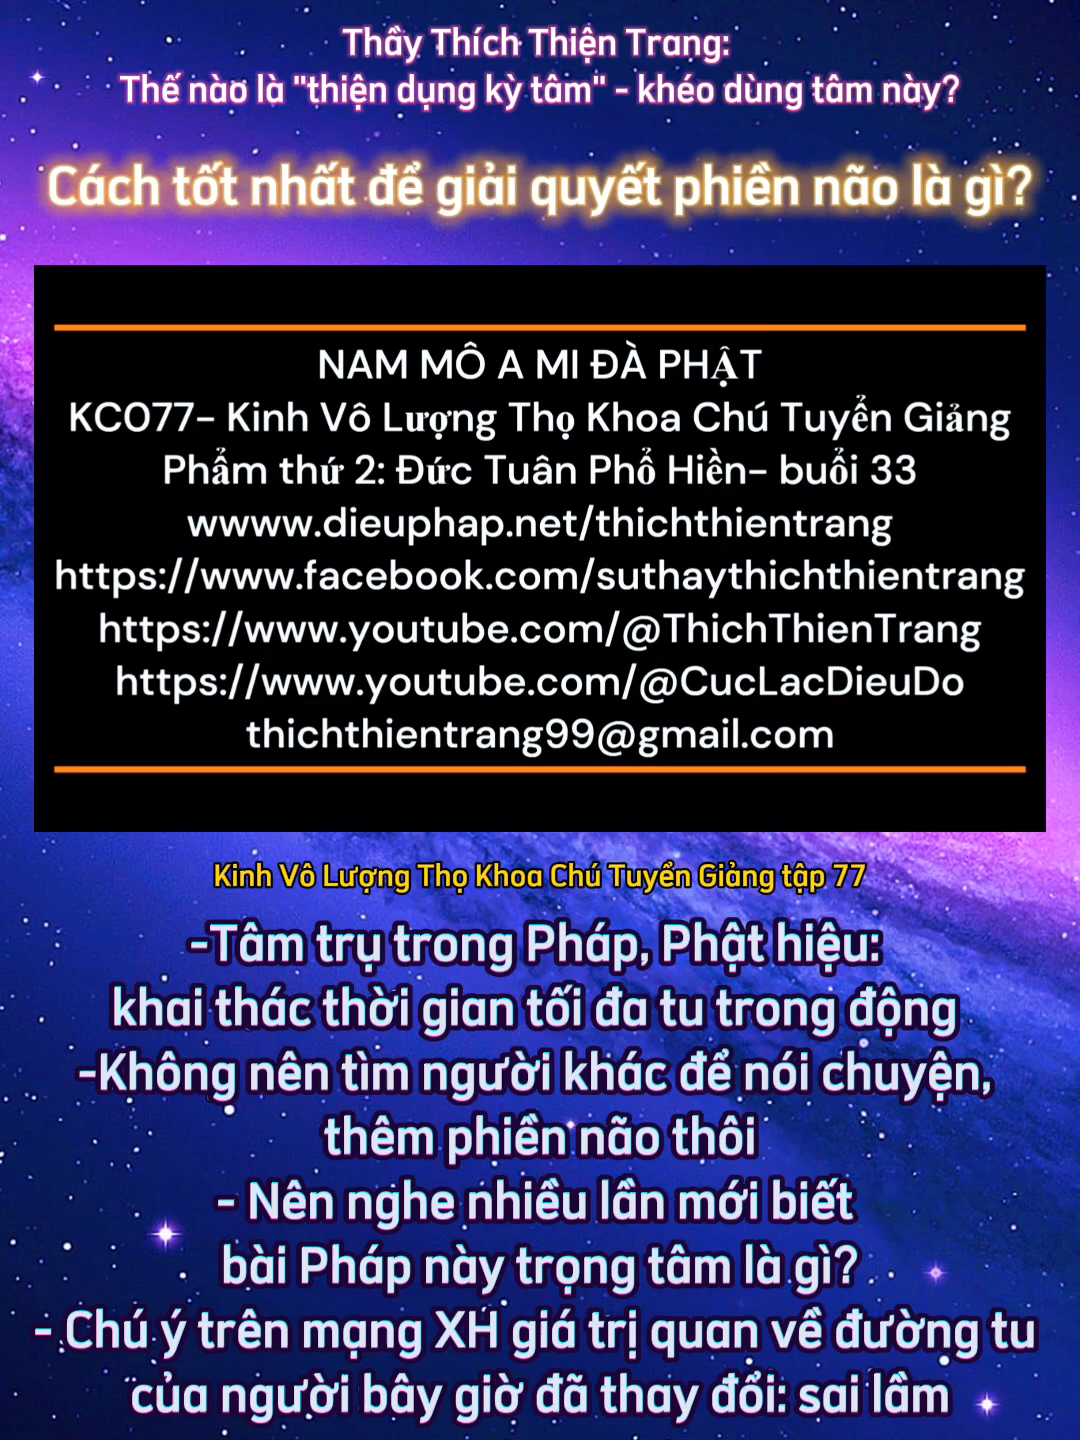 Thầy Thích Thiện Trang:
Thế nào là "thiện dụng kỳ tâm" - khéo dùng tâm này?
Cách tốt nhất để giải quyết phiền não là gì?
NAM MÔ A MI ĐÀ PHẬT
KC077- Kinh Vô Lượng Thọ Khoa Chú Tuyển Giảng
Phẩm thứ 2: Đức Tuân Phổ Hiền- buổi 33
wwww.dieuphap.net/thichthientrang
https://www.facebook.com/suthaythichthientrang
https://www.youtube.com/@ThichThienTrang
https://www.youtube.com/@CucLacDieuDo
thichthientrang99@gmail.com
Kinh Vô Lượng Thọ Khoa Chú Tuyển Giảng tập 77
-Tâm trụ trong Pháp, Phật hiệu:
khai thác thời gian tối đa tu trong động
-Không nên tìm người khác để nói chuyện,
thêm phiền não thôi
- Nên nghe nhiều lần mới biết
bài Pháp này trọng tâm là gì?
- Chú ý trên mạng XH giá trị quan về đường tu
của người bây giờ đã thay đổi: sai lầm